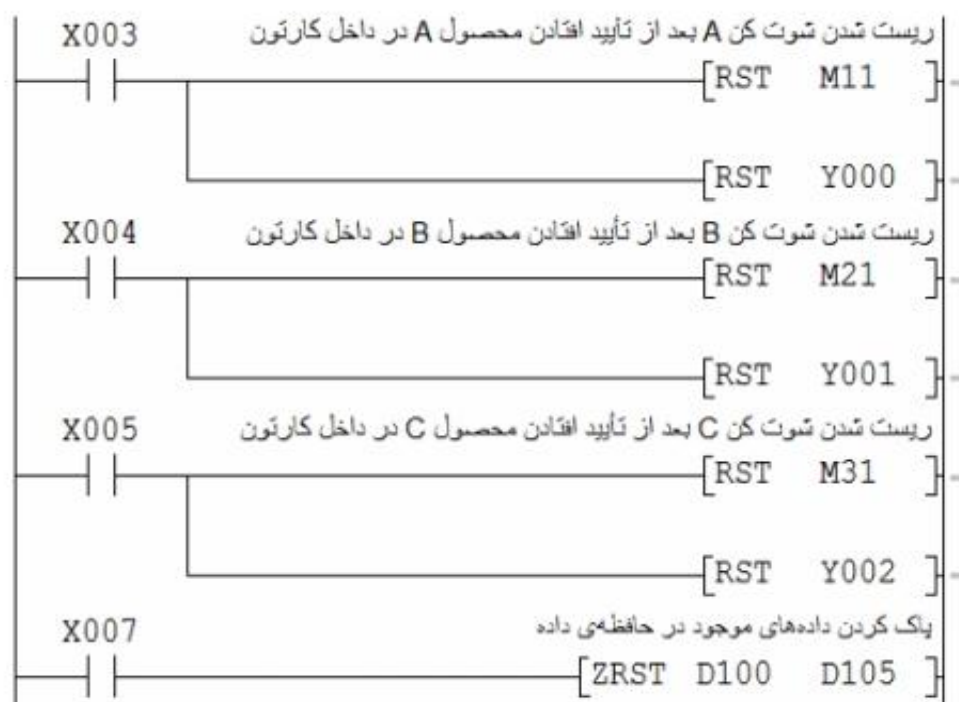 X003
ریست شدن شوت کن A بعد از تأیید افتادن محصول A در داخل کارتون
[RST M11 ]
[RST Y000 ]
X004
ریست شدن شوت کن B بعد از تأیید افتادن محصول B در داخل کارتون
[RST M21 ]
[RST Y001 ]
X005
ریست شدن شوت کن C بعد از تأیید افتادن محصول C در داخل کارتون
[RST M31 ]
[RST Y002 ]
X007
پاک کردن داده‌های موجود در حافظه‌ی داده
[ZRST D100 D105 ]